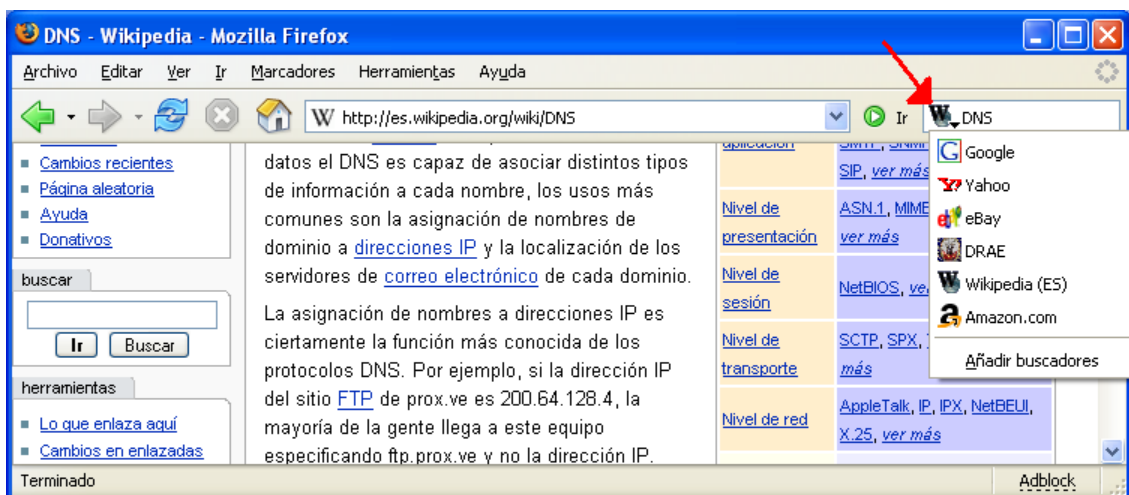 DNS - Wikipedia - Mozilla Firefox
Archivo Editar Ver Ir Marcadores Herramientas Ayuda
http://es.wikipedia.org/wiki/DNS Ir DNS
Cambios recientes
Página aleatoria
Ayuda
Donativos
buscar
Ir Buscar
herramientas
Lo que enlaza aquí
Cambios en enlazadas
datos el DNS es capaz de asociar distintos tipos
de información a cada nombre, los usos más
comunes son la asignación de nombres de
dominio a direcciones IP y la localización de los
servidores de correo electrónico de cada dominio.
La asignación de nombres a direcciones IP es
ciertamente la función más conocida de los
protocolos DNS. Por ejemplo, si la dirección IP
del sitio FTP de prox.ve es 200.64.128.4, la
mayoría de la gente llega a este equipo
especificando ftp.prox.ve y no la dirección IP.
aplicación
SIP, ver más
Nivel de
presentación
ASN.1, MIME
ver más
Nivel de
sesión
NetBIOS,
Nivel de
transporte
SCTP, SPX,
más
Nivel de red
AppleTalk, IP, IPX, NetBEUI,
X.25, ver más
Google
Yahoo
eBay
DRAE
Wikipedia (ES)
Amazon.com
Añadir buscadores
Terminado
Adblock